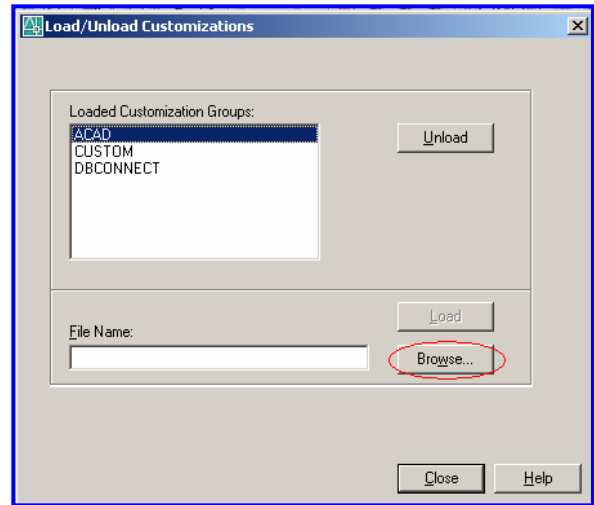 Load/Unload Customizations
Loaded Customization Groups:
ACAD
CUSTOM
DBCONNECT
Unload
Load
File Name:
Browse...
Close
Help